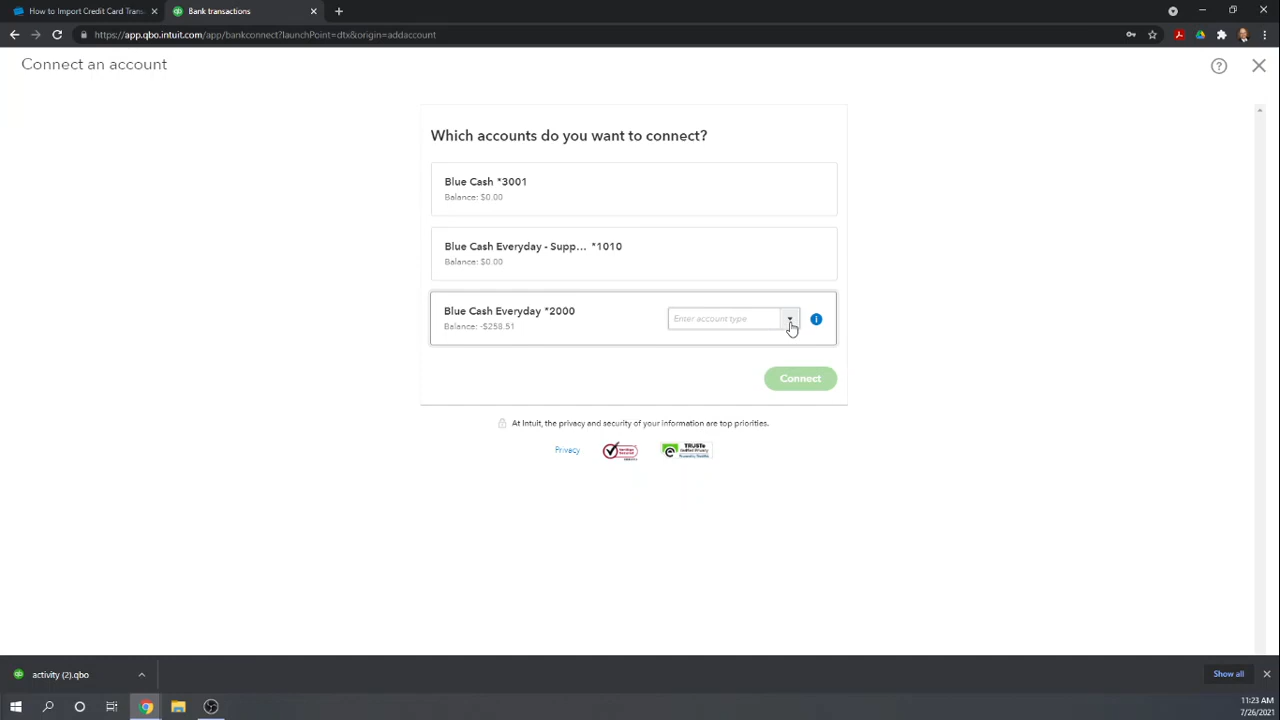 How to Import Credit Card Trans
Bank transactions
https://app.qbo.intuit.com/app/bankconnect?launchPoint=dtx&origin=addaccount
Connect an account
Which accounts do you want to connect?
Blue Cash *3001
Balance: $0.00
Blue Cash Everyday - Supp... *1010
Balance: $0.00
Blue Cash Everyday *2000
Balance: -$258.51
Enter account type
Connect
At Intuit, the privacy and security of your information are top priorities.
Privacy
TRUSTe
activity (2).qbo
Show all
11:23 AM
7/26/2021